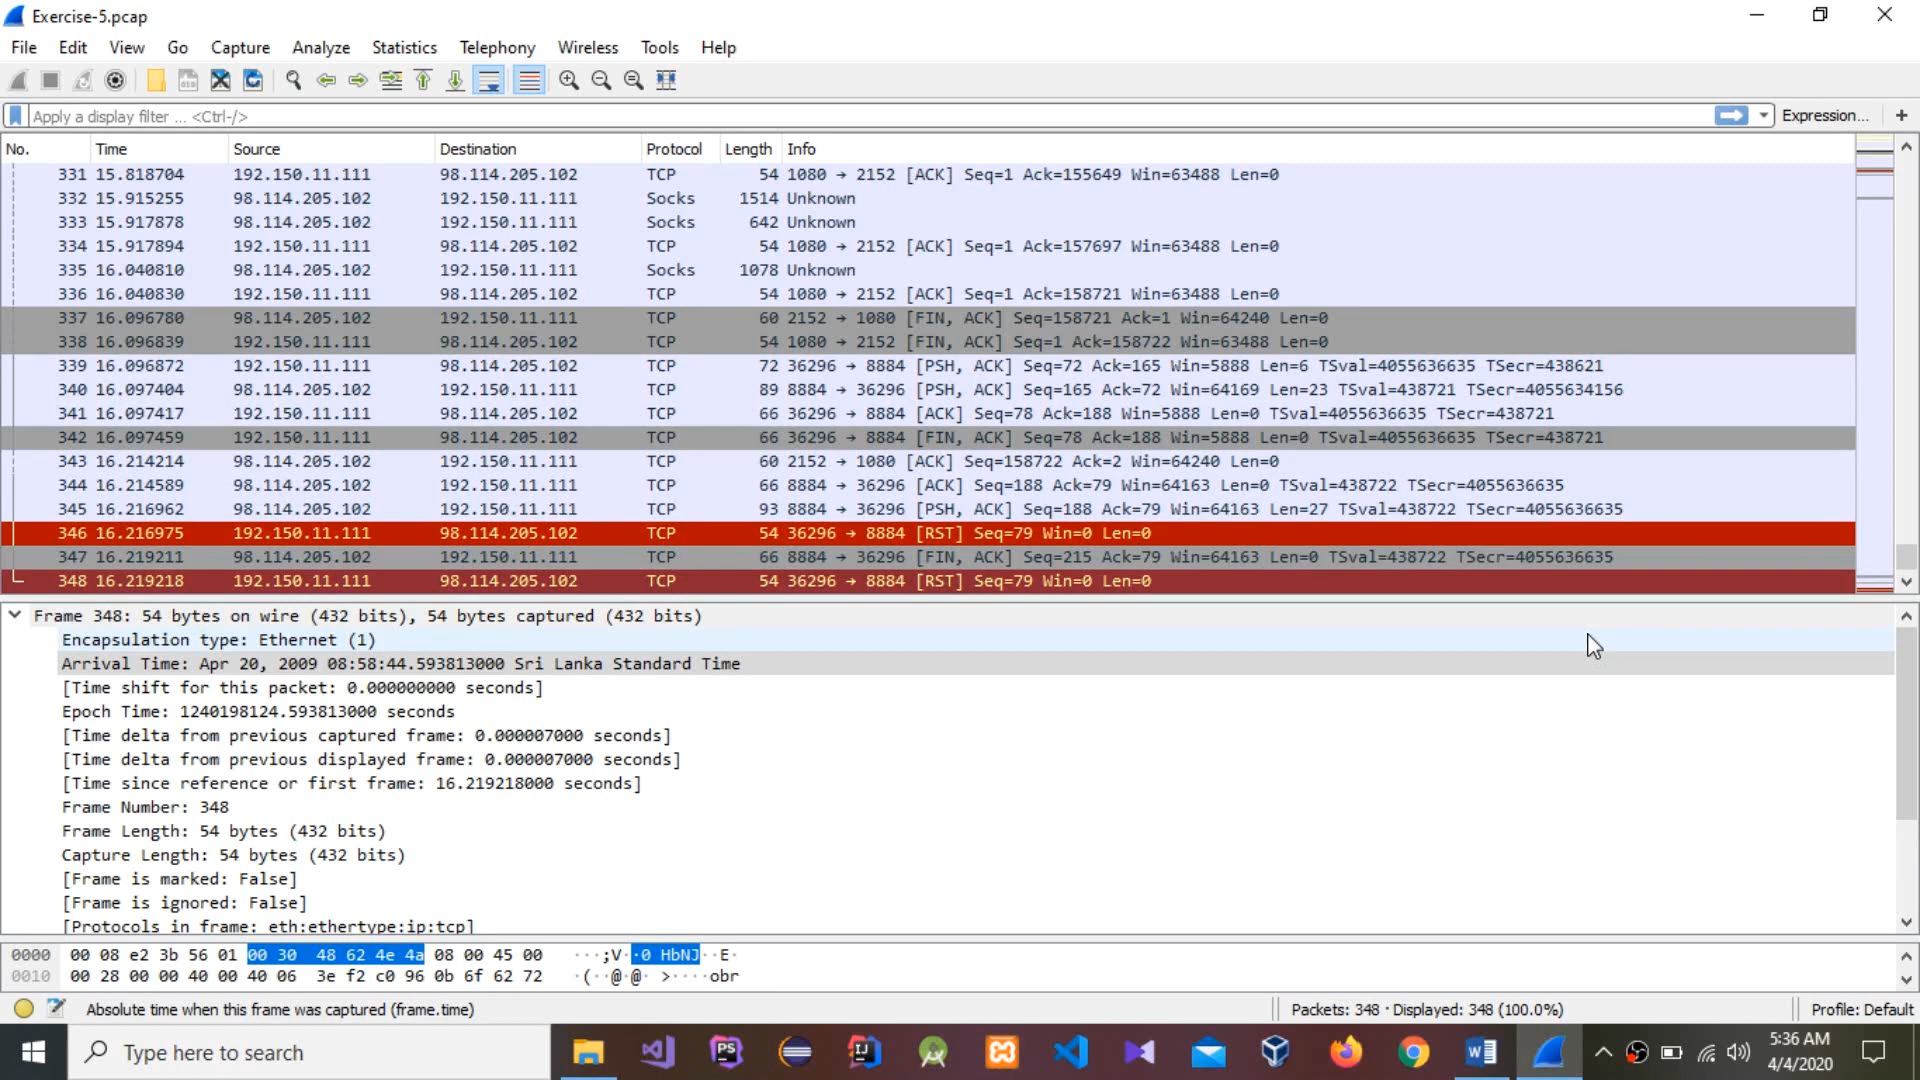 Exercise-5.pcap
File Edit View Go Capture Analyze Statistics Telephony Wireless Tools Help
Apply a display filter ... <Ctrl-/> Expression... +
No. Time Source Destination Protocol Length Info
331 15.818704 192.150.11.111 98.114.205.102 TCP 54 1080 → 2152 [ACK] Seq=1 Ack=155649 Win=63488 Len=0
332 15.915255 98.114.205.102 192.150.11.111 Socks 1514 Unknown
333 15.917878 98.114.205.102 192.150.11.111 Socks 642 Unknown
334 15.917894 192.150.11.111 98.114.205.102 TCP 54 1080 → 2152 [ACK] Seq=1 Ack=157697 Win=63488 Len=0
335 16.040810 98.114.205.102 192.150.11.111 Socks 1078 Unknown
336 16.040830 192.150.11.111 98.114.205.102 TCP 54 1080 → 2152 [ACK] Seq=1 Ack=158721 Win=63488 Len=0
337 16.096780 98.114.205.102 192.150.11.111 TCP 60 2152 → 1080 [FIN, ACK] Seq=158721 Ack=1 Win=64240 Len=0
338 16.096839 192.150.11.111 98.114.205.102 TCP 54 1080 → 2152 [FIN, ACK] Seq=1 Ack=158722 Win=63488 Len=0
339 16.096872 192.150.11.111 98.114.205.102 TCP 72 36296 → 8884 [PSH, ACK] Seq=72 Ack=165 Win=5888 Len=6 TSval=4055636635 TSecr=438621
340 16.097404 98.114.205.102 192.150.11.111 TCP 89 8884 → 36296 [PSH, ACK] Seq=165 Ack=72 Win=64169 Len=23 TSval=438721 TSecr=4055634156
341 16.097417 192.150.11.111 98.114.205.102 TCP 66 36296 → 8884 [ACK] Seq=78 Ack=188 Win=5888 Len=0 TSval=4055636635 TSecr=438721
342 16.097459 192.150.11.111 98.114.205.102 TCP 66 36296 → 8884 [FIN, ACK] Seq=78 Ack=188 Win=5888 Len=0 TSval=4055636635 TSecr=438721
343 16.214214 98.114.205.102 192.150.11.111 TCP 60 2152 → 1080 [ACK] Seq=158722 Ack=2 Win=64240 Len=0
344 16.214589 98.114.205.102 192.150.11.111 TCP 66 8884 → 36296 [ACK] Seq=188 Ack=79 Win=64163 Len=0 TSval=438722 TSecr=4055636635
345 16.216962 98.114.205.102 192.150.11.111 TCP 93 8884 → 36296 [PSH, ACK] Seq=188 Ack=79 Win=64163 Len=27 TSval=438722 TSecr=4055636635
346 16.216975 192.150.11.111 98.114.205.102 TCP 54 36296 → 8884 [RST] Seq=79 Win=0 Len=0
347 16.219211 98.114.205.102 192.150.11.111 TCP 66 8884 → 36296 [FIN, ACK] Seq=215 Ack=79 Win=64163 Len=0 TSval=438722 TSecr=4055636635
348 16.219218 192.150.11.111 98.114.205.102 TCP 54 36296 → 8884 [RST] Seq=79 Win=0 Len=0
Frame 348: 54 bytes on wire (432 bits), 54 bytes captured (432 bits)
Encapsulation type: Ethernet (1)
Arrival Time: Apr 20, 2009 08:58:44.593813000 Sri Lanka Standard Time
[Time shift for this packet: 0.000000000 seconds]
Epoch Time: 1240198124.593813000 seconds
[Time delta from previous captured frame: 0.000007000 seconds]
[Time delta from previous displayed frame: 0.000007000 seconds]
[Time since reference or first frame: 16.219218000 seconds]
Frame Number: 348
Frame Length: 54 bytes (432 bits)
Capture Length: 54 bytes (432 bits)
[Frame is marked: False]
[Frame is ignored: False]
[Protocols in frame: eth:ethertype:ip:tcp]
0000 00 08 e2 3b 56 01 00 30 48 62 4e 4a 08 00 45 00 ···;V··0 HbNJ··E·
0010 00 28 00 00 40 00 40 06 3e f2 c0 96 0b 6f 62 72 ·(··@·@· >····obr
Absolute time when this frame was captured (frame.time) Packets: 348 · Displayed: 348 (100.0%) Profile: Default
Type here to search
PS
IJ
5:36 AM
4/4/2020